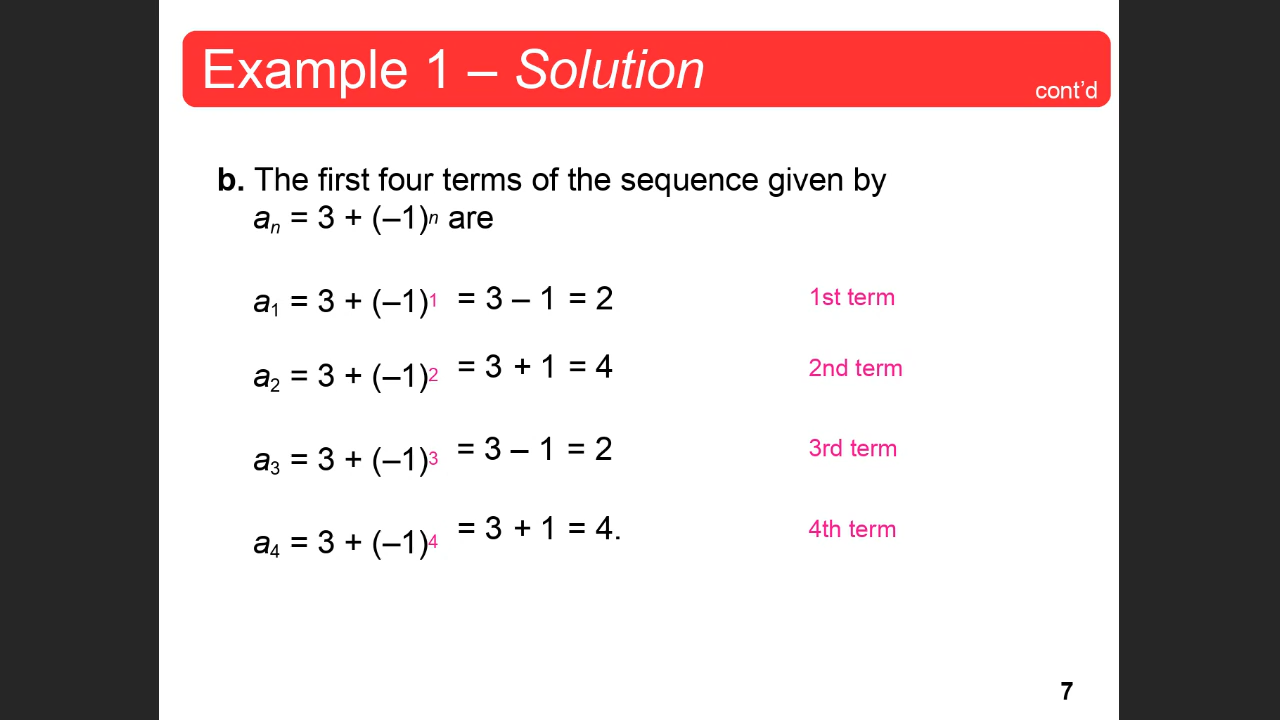 Example 1 – Solution
cont’d
b. The first four terms of the sequence given by
aₙ = 3 + (–1)ⁿ are
a₁ = 3 + (–1)¹ = 3 – 1 = 2 1st term
a₂ = 3 + (–1)² = 3 + 1 = 4 2nd term
a₃ = 3 + (–1)³ = 3 – 1 = 2 3rd term
a₄ = 3 + (–1)⁴ = 3 + 1 = 4. 4th term
7